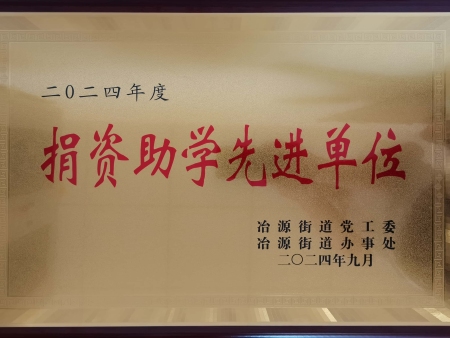 二0二四年度
捐资助学先进单位
冶源街道党工委
冶源街道办事处
二〇二四年九月